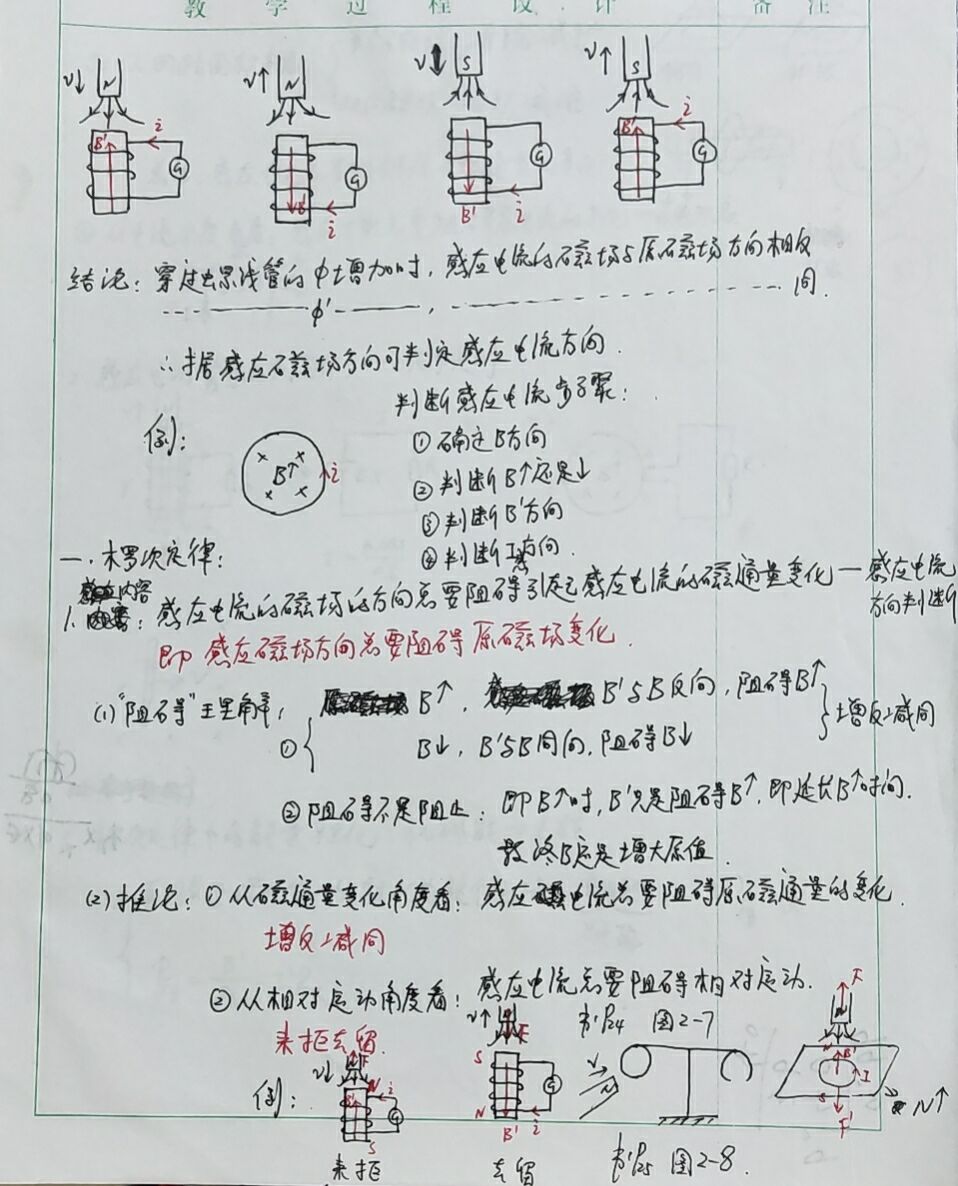 教 学 过 程 设 计 备 注
v↓ N v↑ N v↕ S v↑ S
B' i G B' i G B' i G B' i G
结论：穿过螺线管的φ增加时，感应电流的磁场与原磁场方向相反
---------φ'-----，---------------- 同.
∴据感应磁场方向可判定感应电流方向.
判断感应电流步骤：
例：
①确定B方向
B↑ i
②判断B↑还是↓
③判断B'方向
④判断I感方向.
一.楞次定律：
1.内容：感应电流的磁场的方向总要阻碍引起感应电流的磁通量变化—感应电流
方向判断
即 感应磁场方向总要阻碍原磁场变化.
(1)"阻碍"理解：
① B↑，B'与B反向，阻碍B↑
B↓，B'与B同向，阻碍B↓
增反减同
②阻碍不是阻止：即B↑时，B'只是阻碍B↑，即延长B↑时间.
最终B还是增大原值.
(2)推论：①从磁通量变化角度看：感应电流总要阻碍原磁通量的变化.
增反减同
②从相对运动角度看：感应电流总要阻碍相对运动.
来拒去留.
书P24 图2-7
例：
v↓ F N B' i G S
v↑ F S N B' i G
v N
F N N B' I S F' N↑
来拒 去留 书P25 图2-8.